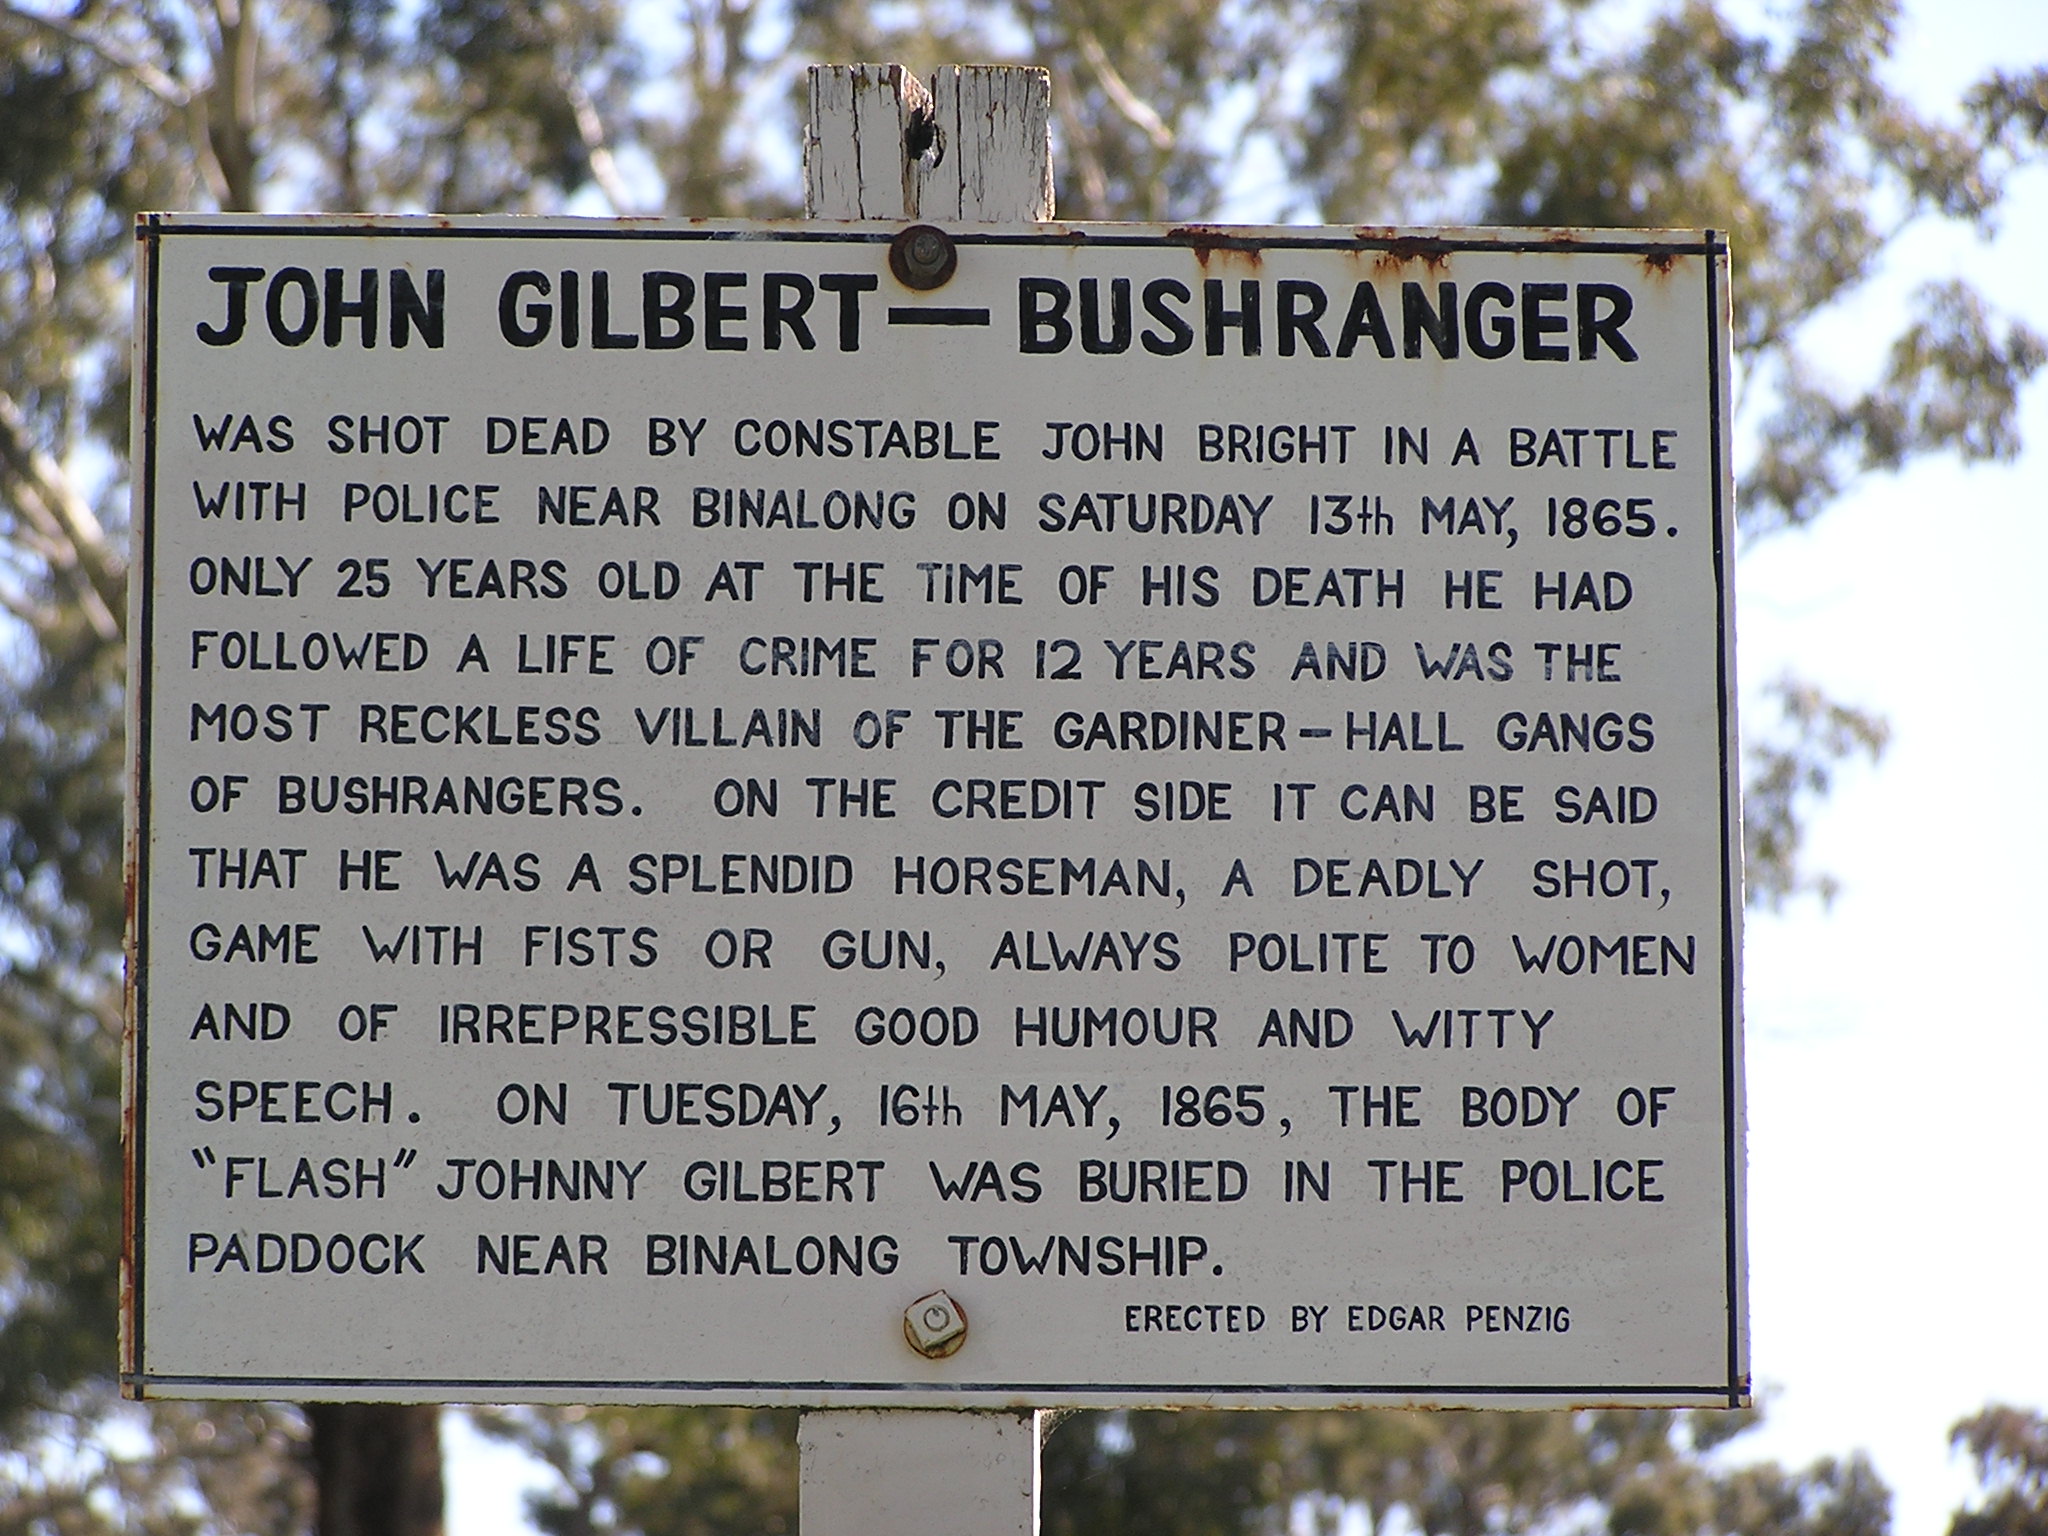 JOHN GILBERT — BUSHRANGER
WAS SHOT DEAD BY CONSTABLE JOHN BRIGHT IN A BATTLE
WITH POLICE NEAR BINALONG ON SATURDAY 13th MAY, 1865.
ONLY 25 YEARS OLD AT THE TIME OF HIS DEATH HE HAD
FOLLOWED A LIFE OF CRIME FOR 12 YEARS AND WAS THE
MOST RECKLESS VILLAIN OF THE GARDINER – HALL GANGS
OF BUSHRANGERS. ON THE CREDIT SIDE IT CAN BE SAID
THAT HE WAS A SPLENDID HORSEMAN, A DEADLY SHOT,
GAME WITH FISTS OR GUN, ALWAYS POLITE TO WOMEN
AND OF IRREPRESSIBLE GOOD HUMOUR AND WITTY
SPEECH. ON TUESDAY, 16th MAY, 1865, THE BODY OF
"FLASH" JOHNNY GILBERT WAS BURIED IN THE POLICE
PADDOCK NEAR BINALONG TOWNSHIP.
ERECTED BY EDGAR PENZIG